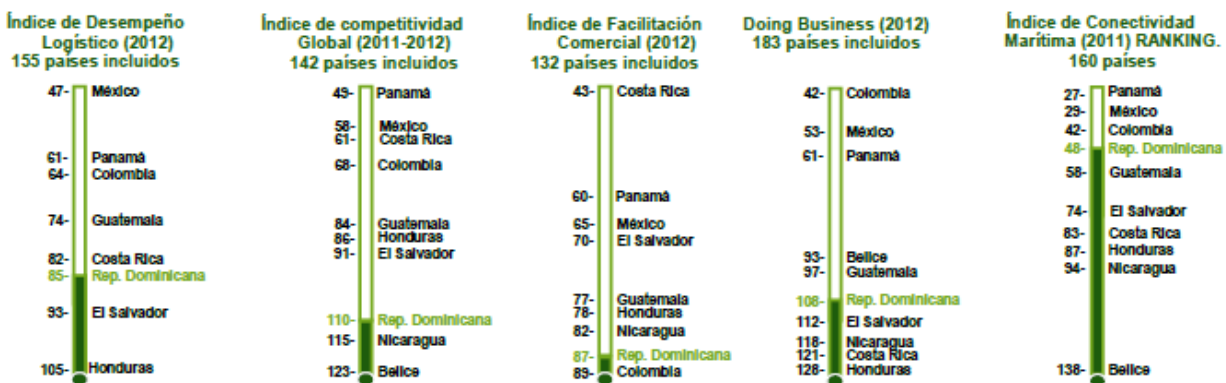 Índice de Desempeño
Logístico (2012)
155 países incluidos
47- México
61- Panamá
64- Colombia
74- Guatemala
82- Costa Rica
85- Rep. Dominicana
93- El Salvador
105- Honduras
Índice de competitividad
Global (2011-2012)
142 países incluidos
49- Panamá
58- México
61- Costa Rica
68- Colombia
84- Guatemala
86- Honduras
91- El Salvador
110- Rep. Dominicana
115- Nicaragua
123- Belice
Índice de Facilitación
Comercial (2012)
132 países incluidos
43- Costa Rica
60- Panamá
65- México
70- El Salvador
77- Guatemala
78- Honduras
82- Nicaragua
87- Rep. Dominicana
89- Colombia
Doing Business (2012)
183 países incluidos
42- Colombia
53- México
61- Panamá
93- Belice
97- Guatemala
108- Rep. Dominicana
112- El Salvador
118- Nicaragua
121- Costa Rica
128- Honduras
Índice de Conectividad
Marítima (2011) RANKING.
160 países
27- Panamá
29- México
42- Colombia
48- Rep. Dominicana
58- Guatemala
74- El Salvador
83- Costa Rica
87- Honduras
94- Nicaragua
138- Belice